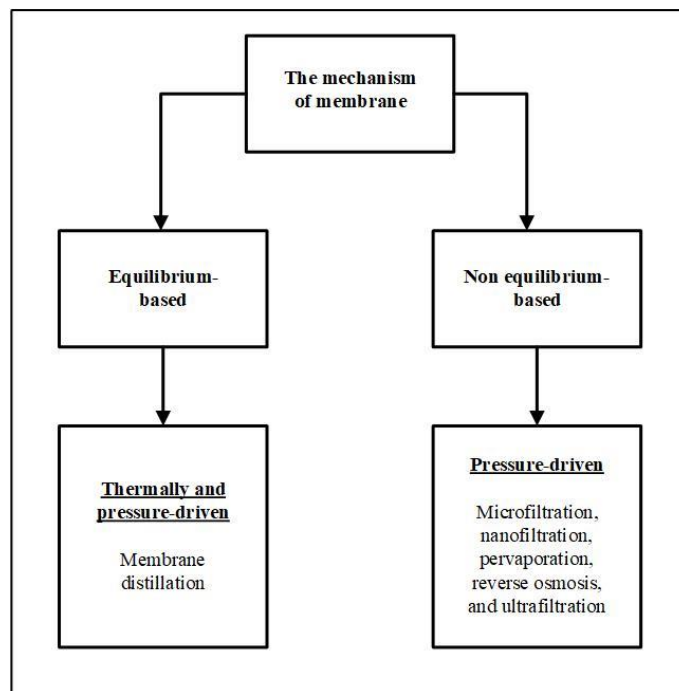 The mechanism
of membrane
Equilibrium-
based
Non equilibrium-
based
Thermally and
pressure-driven
Membrane
distillation
Pressure-driven
Microfiltration,
nanofiltration,
pervaporation,
reverse osmosis,
and ultrafiltration